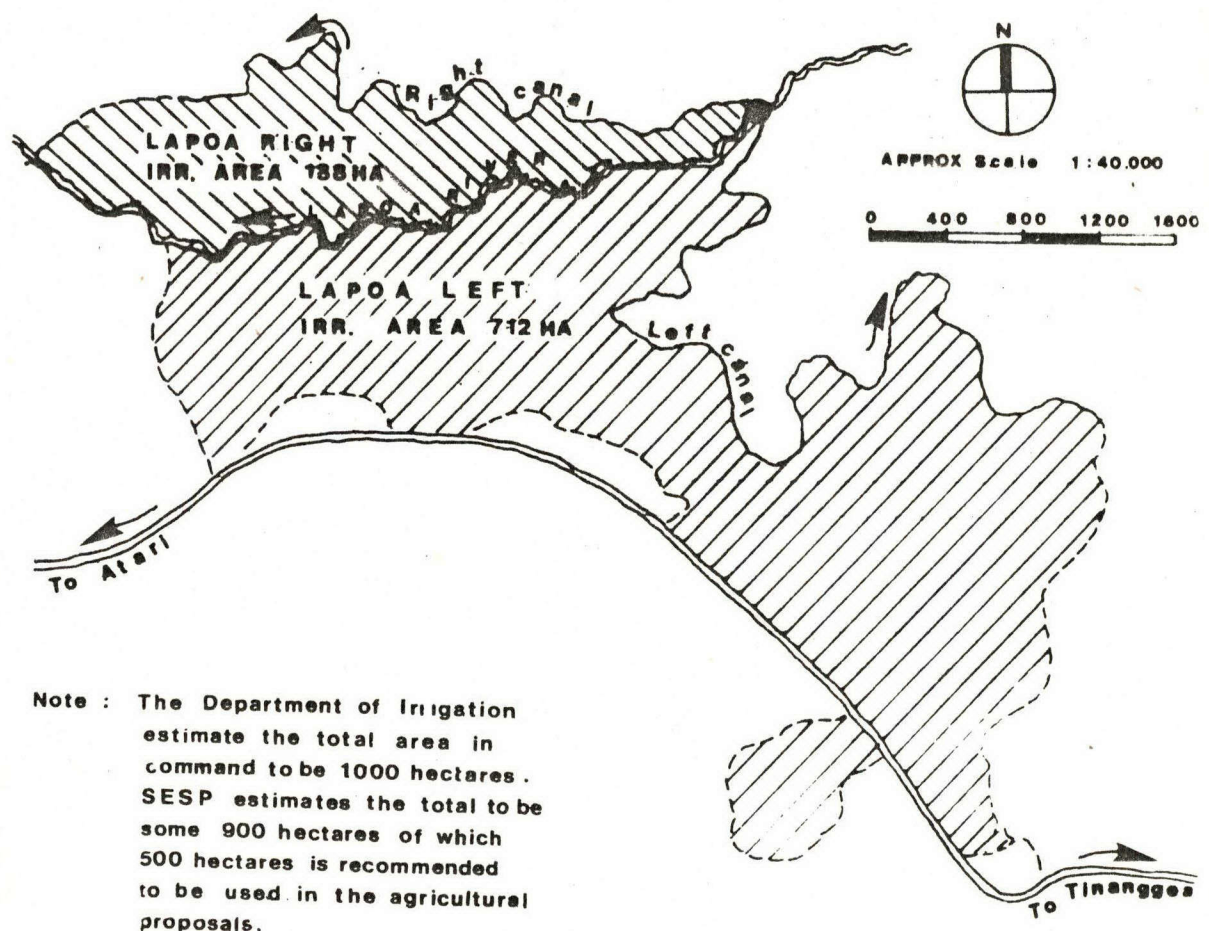 N
Right canal
LAPOA RIGHT
IRR. AREA 188HA
APPROX Scale 1:40.000
LAPOA RIVER
0 400 800 1200 1600
LAPOA LEFT
IRR. AREA 712 HA
Left canal
To Atari
Note : The Department of Irrigation
estimate the total area in
command to be 1000 hectares.
SESP estimates the total to be
some 900 hectares of which
500 hectares is recommended
to be used in the agricultural
proposals.
To Tinanggea